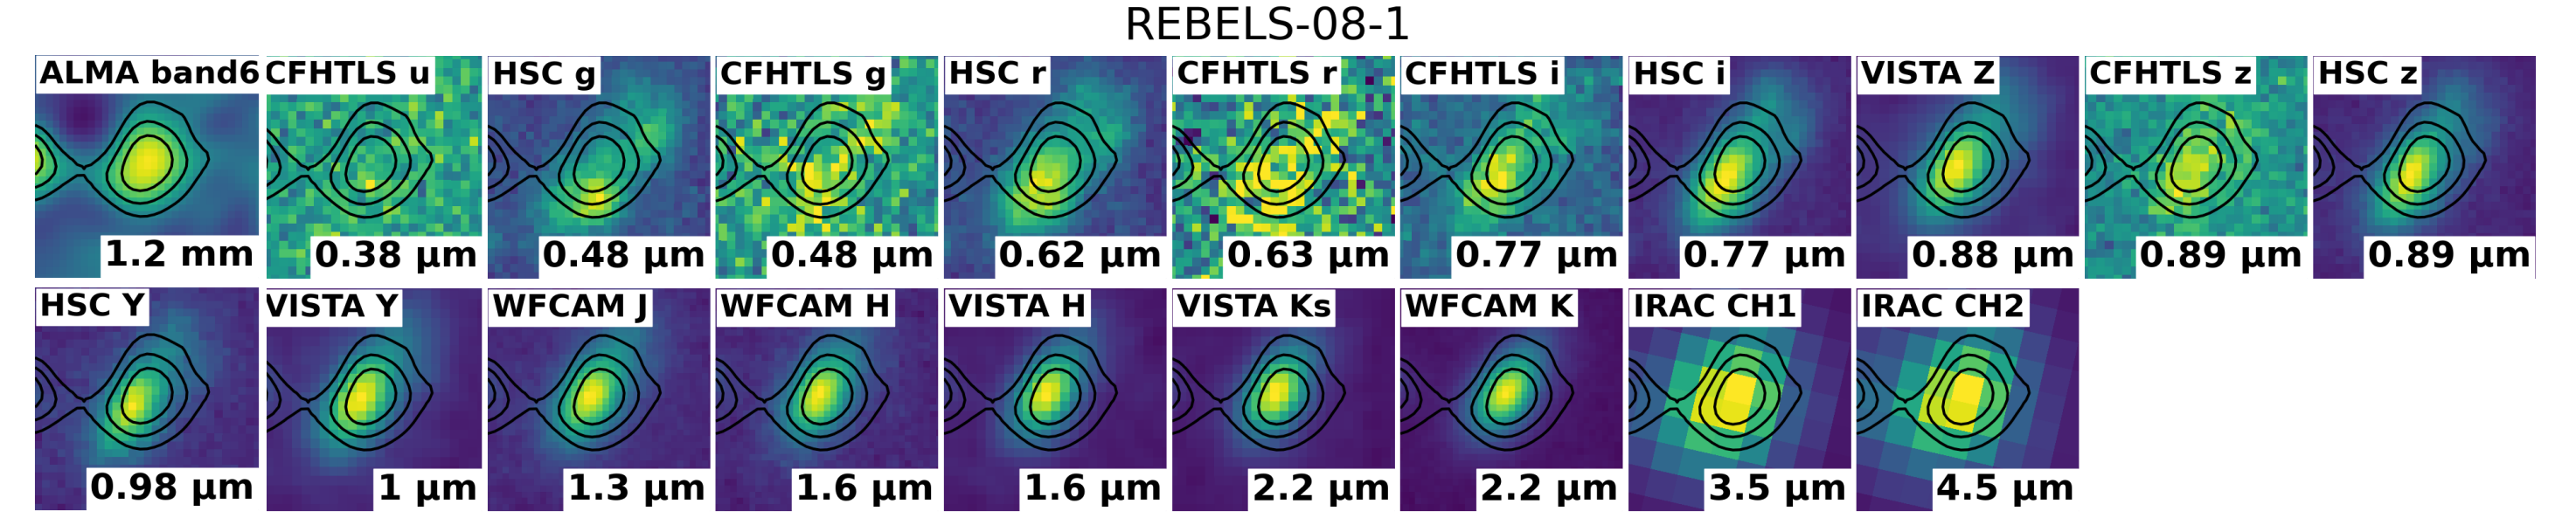 REBELS-08-1
ALMA band6 CFHTLS u HSC g CFHTLS g HSC r CFHTLS r CFHTLS i HSC i VISTA Z CFHTLS z HSC z
1.2 mm 0.38 µm 0.48 µm 0.48 µm 0.62 µm 0.63 µm 0.77 µm 0.77 µm 0.88 µm 0.89 µm 0.89 µm
HSC Y VISTA Y WFCAM J WFCAM H VISTA H VISTA Ks WFCAM K IRAC CH1 IRAC CH2
0.98 µm 1 µm 1.3 µm 1.6 µm 1.6 µm 2.2 µm 2.2 µm 3.5 µm 4.5 µm